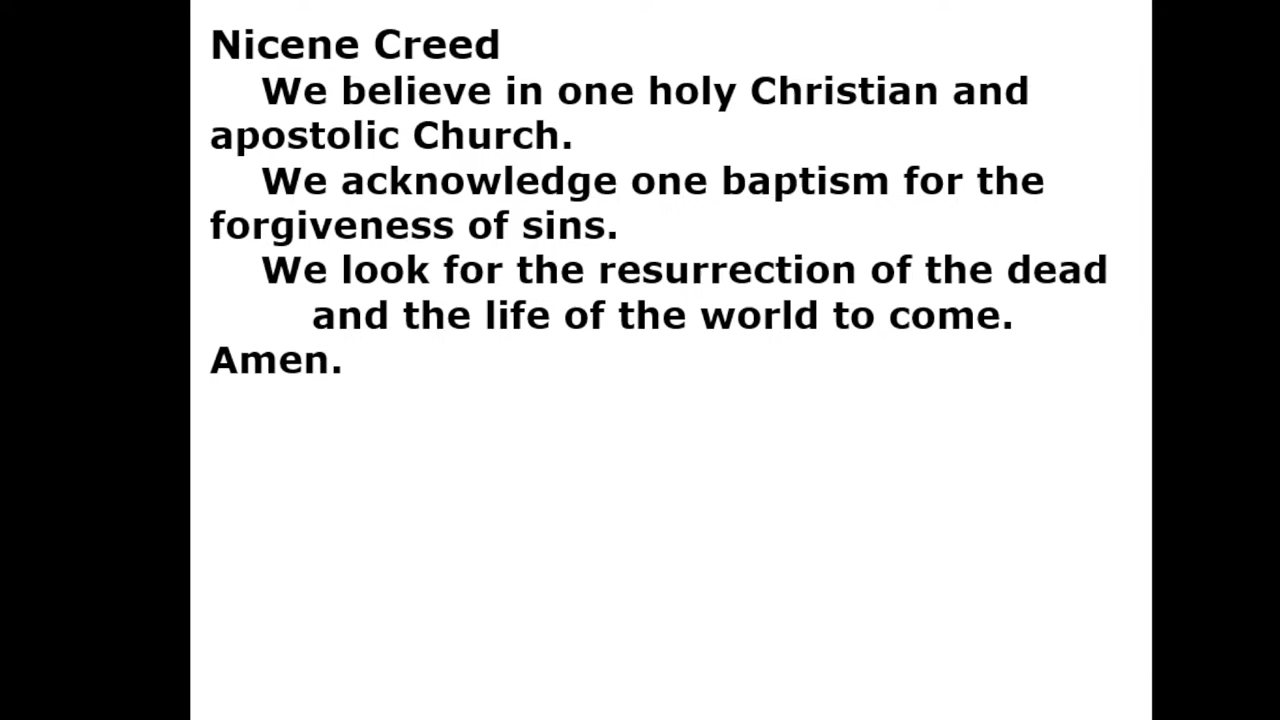 Nicene Creed
We believe in one holy Christian and
apostolic Church.
We acknowledge one baptism for the
forgiveness of sins.
We look for the resurrection of the dead
and the life of the world to come.
Amen.